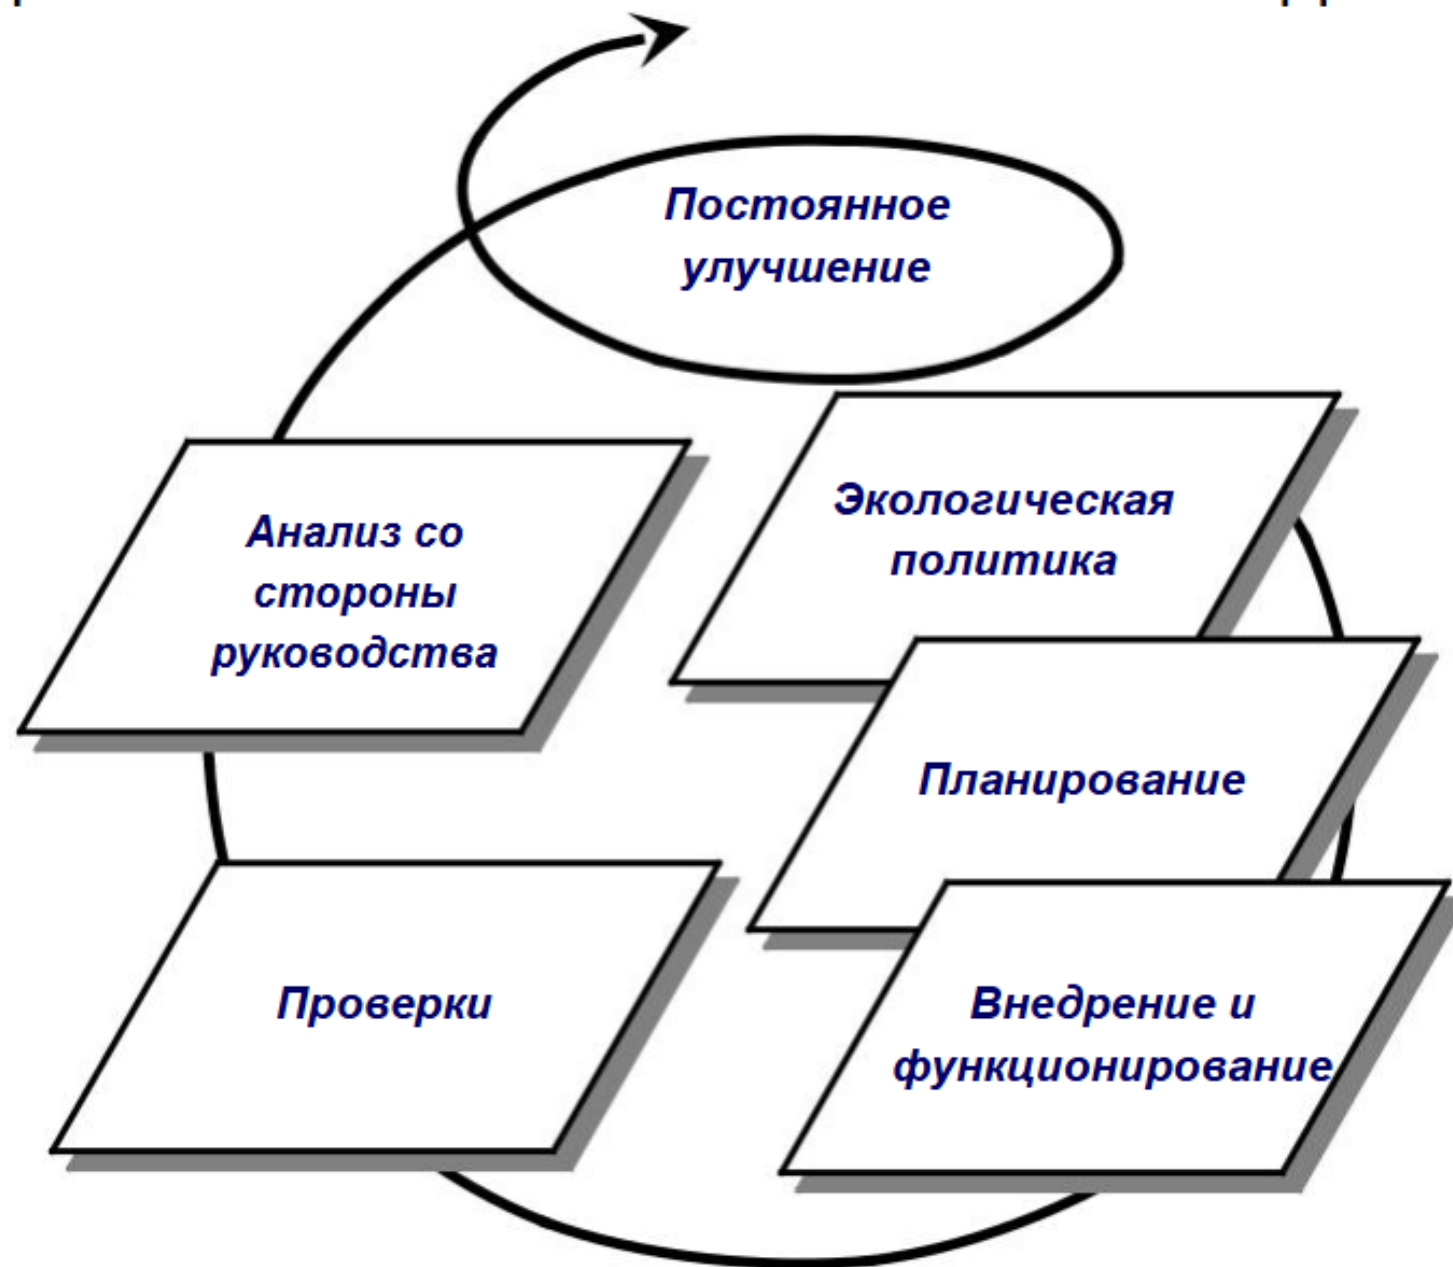 Постоянное
улучшение
Экологическая
политика
Анализ со
стороны
руководства
Планирование
Проверки
Внедрение и
функционирование